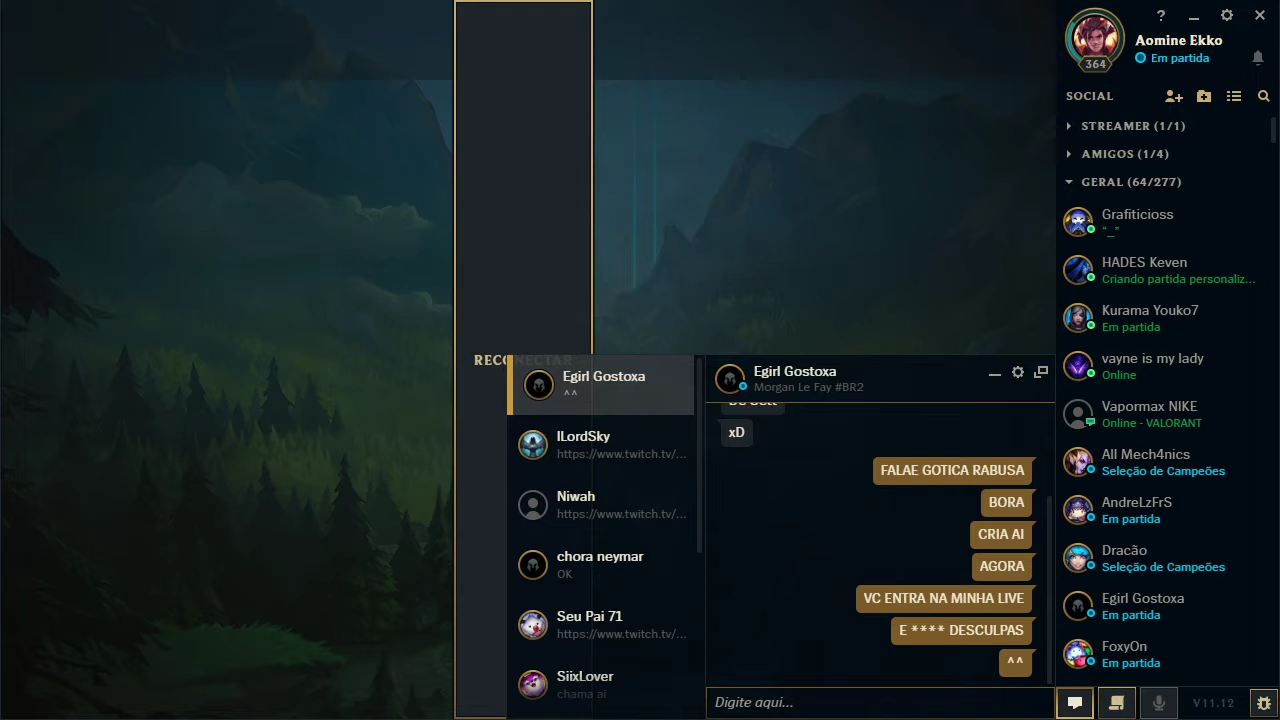 364
?
Aomine Ekko
Em partida
SOCIAL
STREAMER (1/1)
AMIGOS (1/4)
GERAL (64/277)
Grafiticioss
"_"
HADES Keven
Criando partida personaliz...
Kurama Youko7
Em partida
vayne is my lady
Online
Vapormax NIKE
Online - VALORANT
All Mech4nics
Seleção de Campeões
AndreLzFrS
Em partida
Dracão
Seleção de Campeões
Egirl Gostoxa
Em partida
FoxyOn
Em partida
V11.12
RECONECTAR
Egirl Gostoxa
^^
lLordSky
https://www.twitch.tv/...
Niwah
https://www.twitch.tv/...
chora neymar
OK
Seu Pai 71
https://www.twitch.tv/...
SiixLover
chama ai
Egirl Gostoxa
Morgan Le Fay #BR2
xD
FALAE GOTICA RABUSA
BORA
CRIA AI
AGORA
VC ENTRA NA MINHA LIVE
E **** DESCULPAS
^^
Digite aqui...